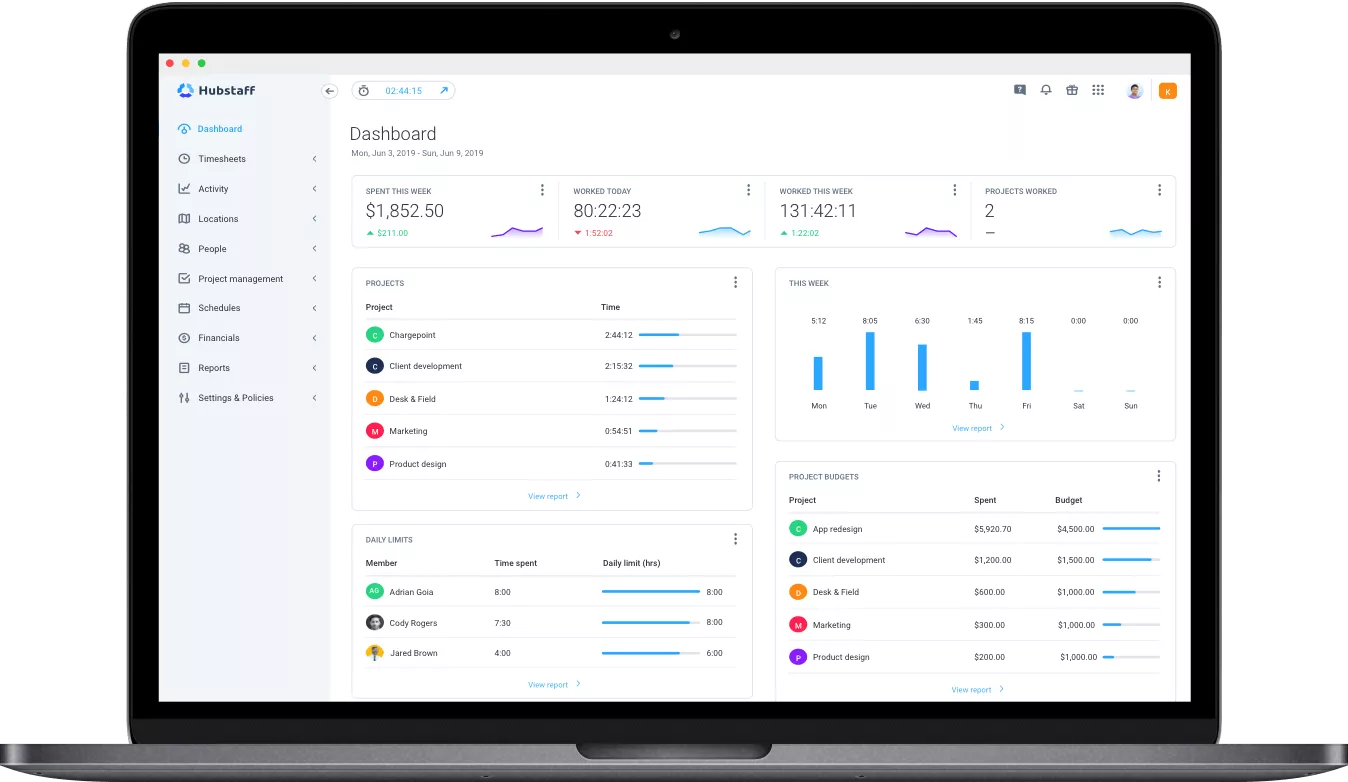 Hubstaff
02:44:15
?
K
Dashboard
Timesheets
Activity
Locations
People
Project management
Schedules
Financials
Reports
Settings & Policies
Dashboard
Mon, Jun 3, 2019 - Sun, Jun 9, 2019
SPENT THIS WEEK
$1,852.50
$211.00
WORKED TODAY
80:22:23
1:52:02
WORKED THIS WEEK
131:42:11
1:22:02
PROJECTS WORKED
2
—
PROJECTS
Project Time
C Chargepoint 2:44:12
C Client development 2:15:32
D Desk & Field 1:24:12
M Marketing 0:54:51
P Product design 0:41:33
View report
THIS WEEK
5:12 8:05 6:30 1:45 8:15 0:00 0:00
Mon Tue Wed Thu Fri Sat Sun
View report
DAILY LIMITS
Member Time spent Daily limit (hrs)
AG Adrian Goia 8:00 8:00
Cody Rogers 7:30 8:00
Jared Brown 4:00 6:00
View report
PROJECT BUDGETS
Project Spent Budget
C App redesign $5,920.70 $4,500.00
C Client development $1,200.00 $1,500.00
D Desk & Field $600.00 $1,000.00
M Marketing $300.00 $1,000.00
P Product design $200.00 $1,000.00
View report